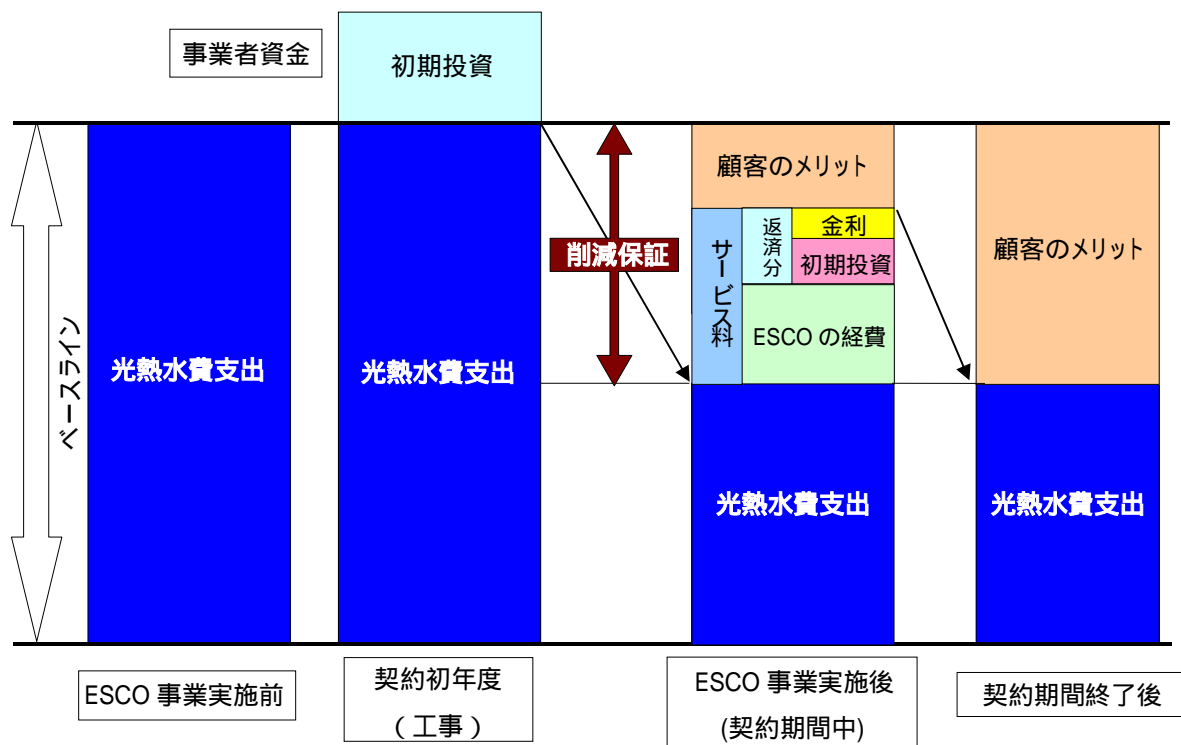 事業者資金
初期投資
ベースライン
光熱水費支出
光熱水費支出
削減保証
顧客のメリット
サービス料
返済分
金利
初期投資
ESCO の経費
光熱水費支出
顧客のメリット
光熱水費支出
ESCO 事業実施前
契約初年度
（工事）
ESCO 事業実施後
(契約期間中)
契約期間終了後